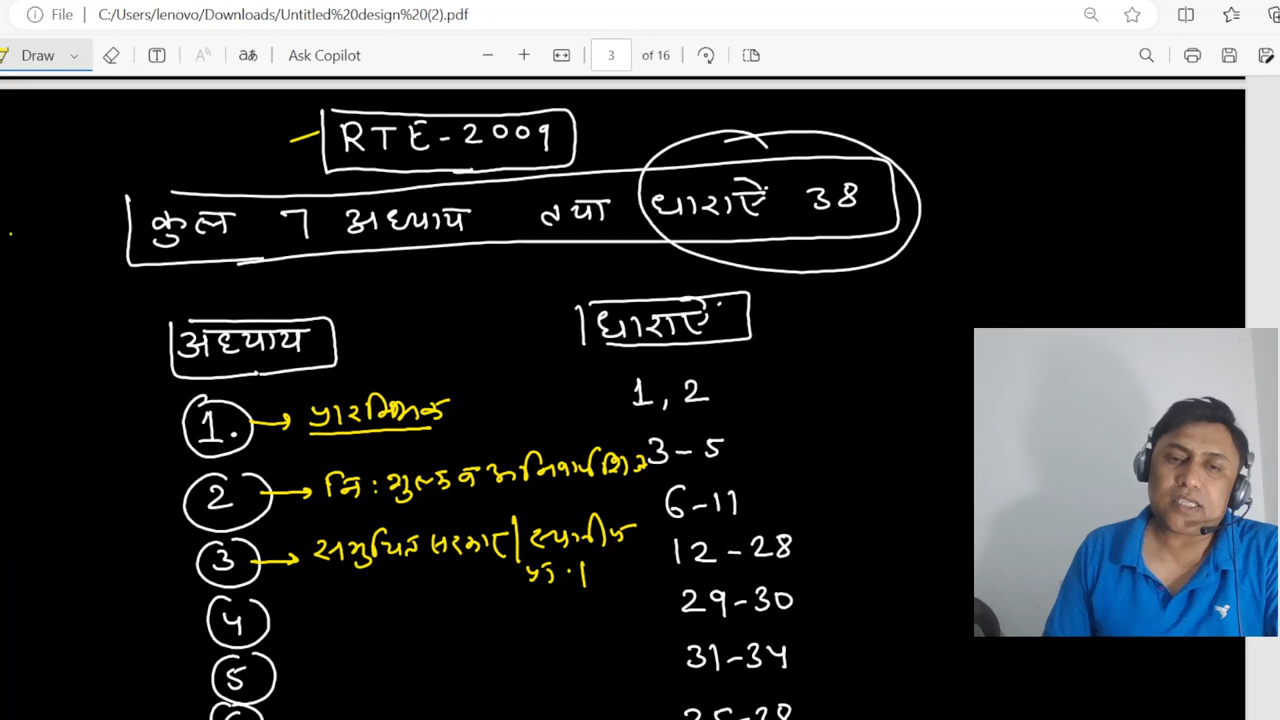 File C:/Users/lenovo/Downloads/Untitled%20design%20(2).pdf
Draw aあ Ask Copilot 3 of 16
RTE-2009
कुल 7 अध्याय तथा धाराऐं 38
अध्याय धाराऐं
1. → प्रारम्भिक 1, 2
2 → नि:शुल्क व अनिवार्य शिक्षा 3-5
3 → समुचित सरकार | स्थानीय 6-11
12-28
4 29-30
5 31-34